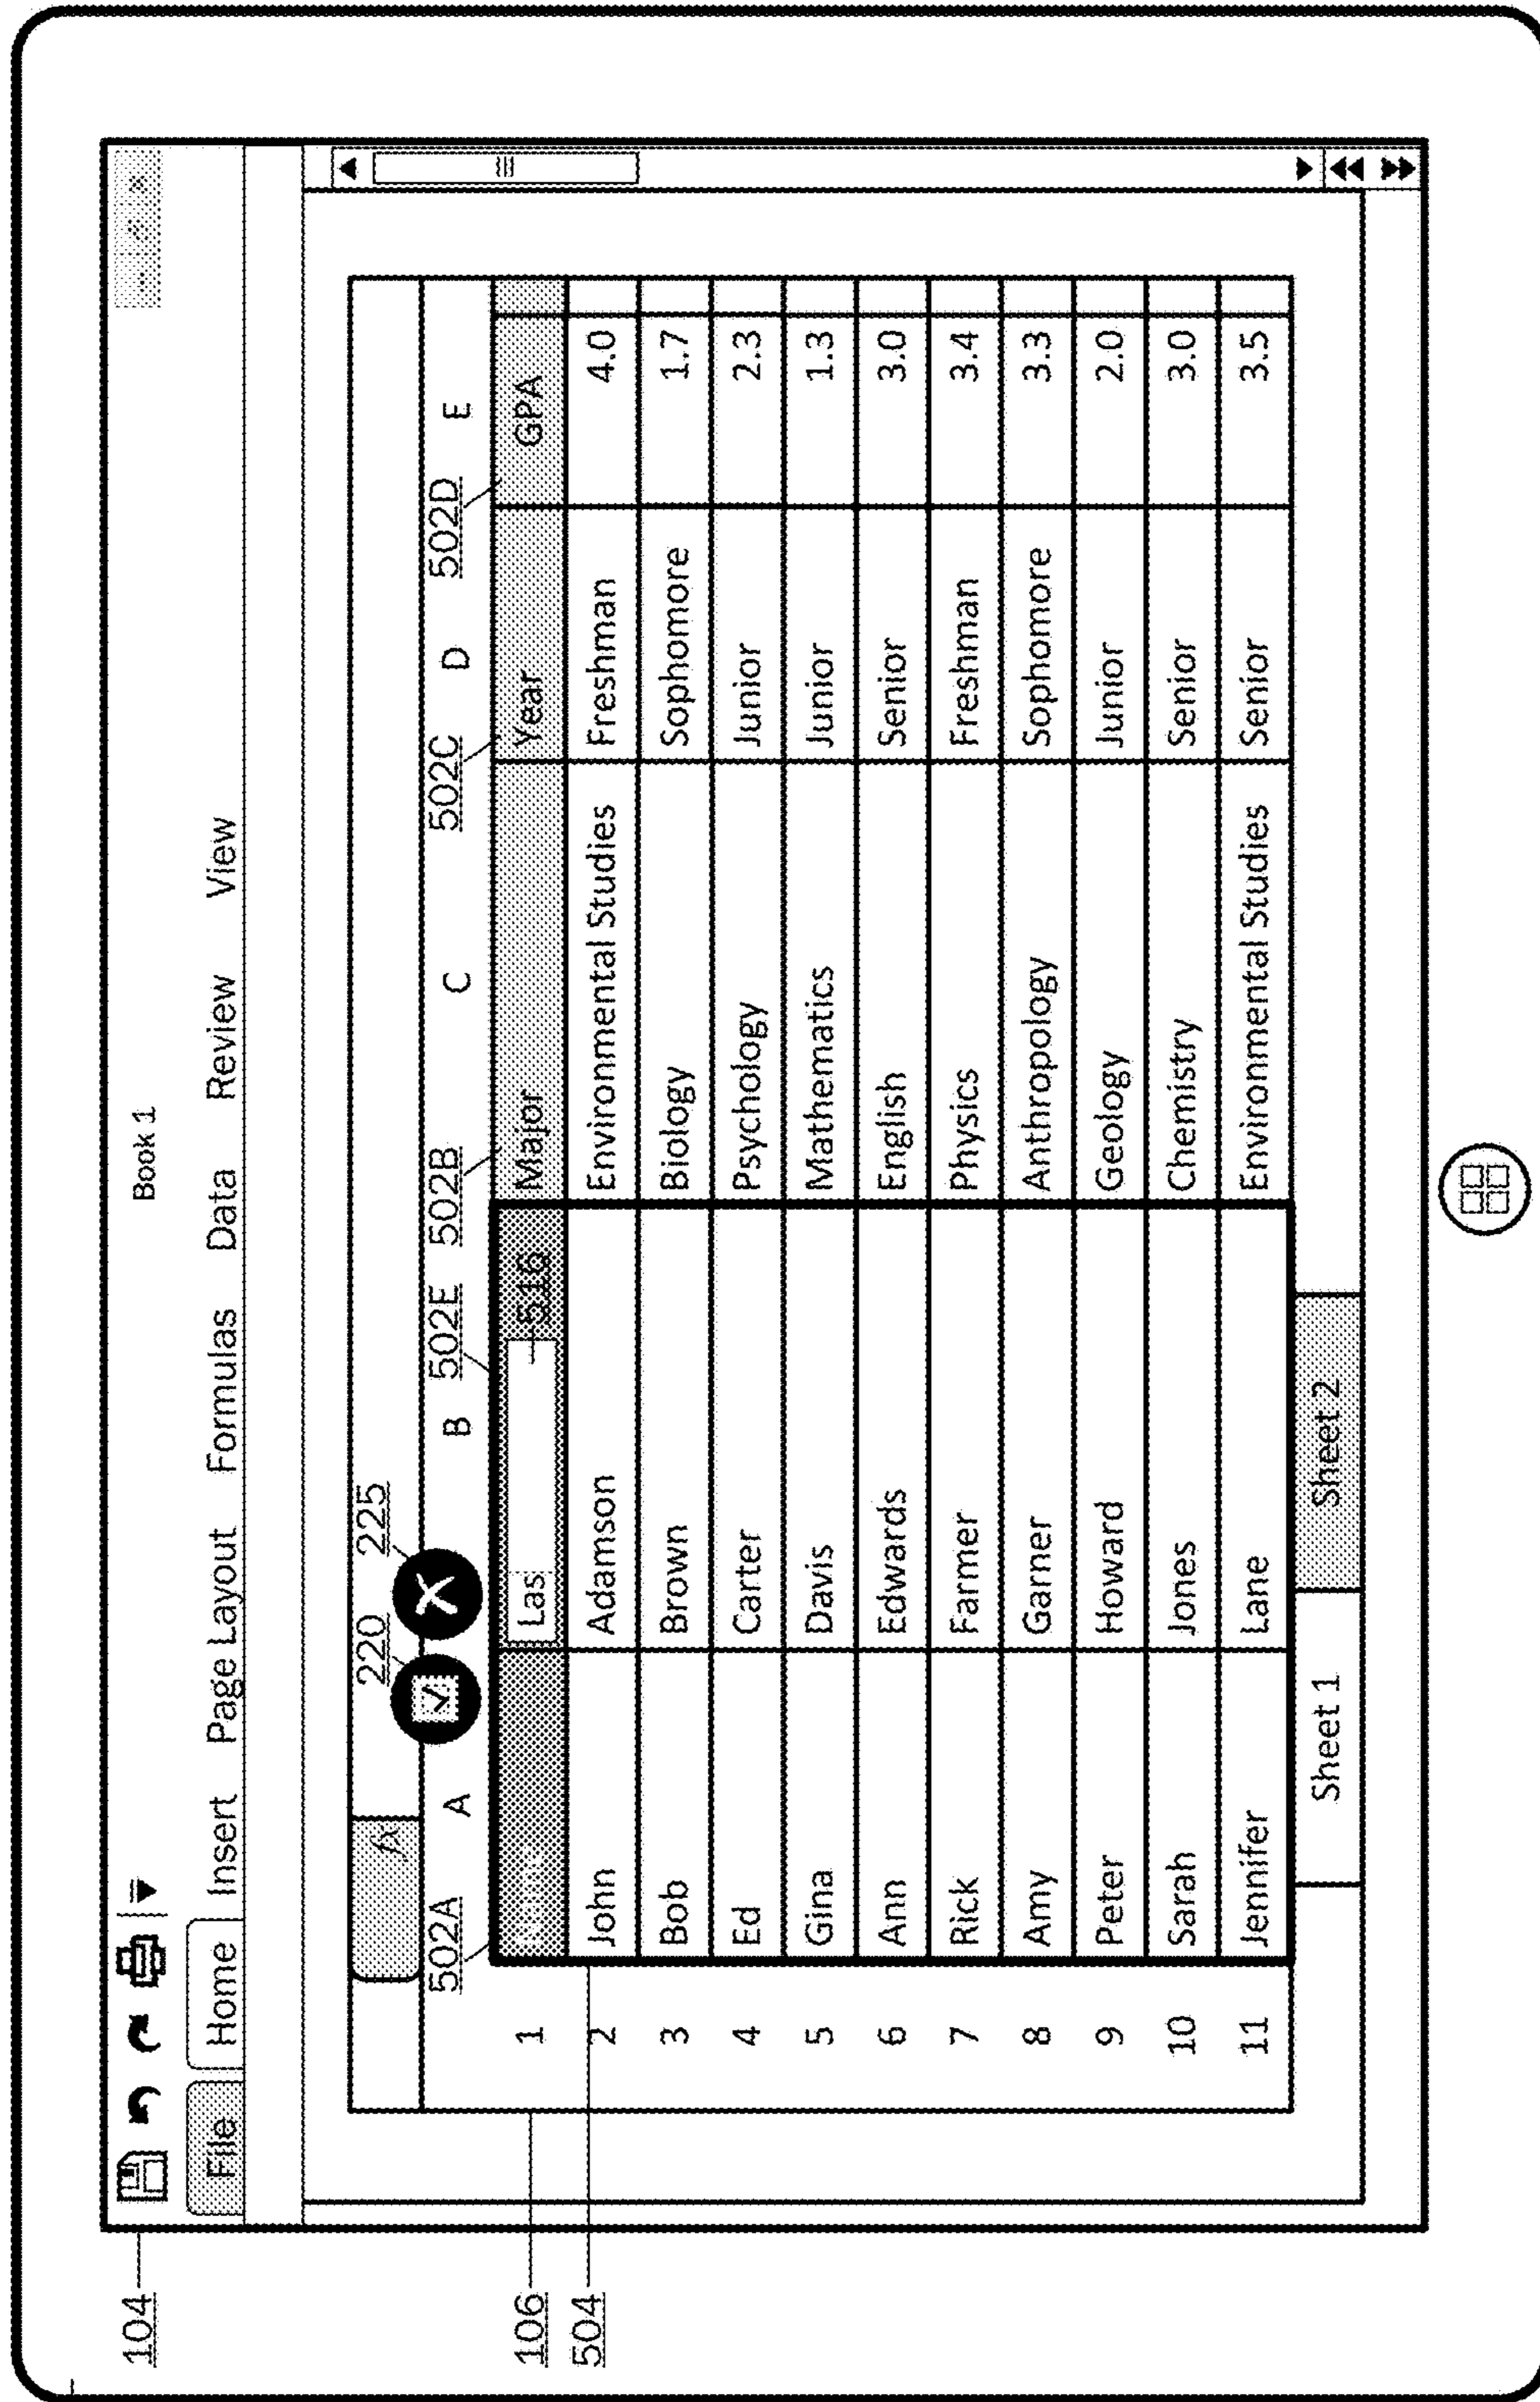 104
Book 1
File Home Insert Page Layout Formulas Data Review View
220 225
fx
502A A B 502E 502B C 502C D 502D E
106 1 Las 516 Major Year GPA
504 2 John Adamson Environmental Studies Freshman 4.0
3 Bob Brown Biology Sophomore 1.7
4 Ed Carter Psychology Junior 2.3
5 Gina Davis Mathematics Junior 1.3
6 Ann Edwards English Senior 3.0
7 Rick Farmer Physics Freshman 3.4
8 Amy Garner Anthropology Sophomore 3.3
9 Peter Howard Geology Junior 2.0
10 Sarah Jones Chemistry Senior 3.0
11 Jennifer Lane Environmental Studies Senior 3.5
Sheet 1 Sheet 2